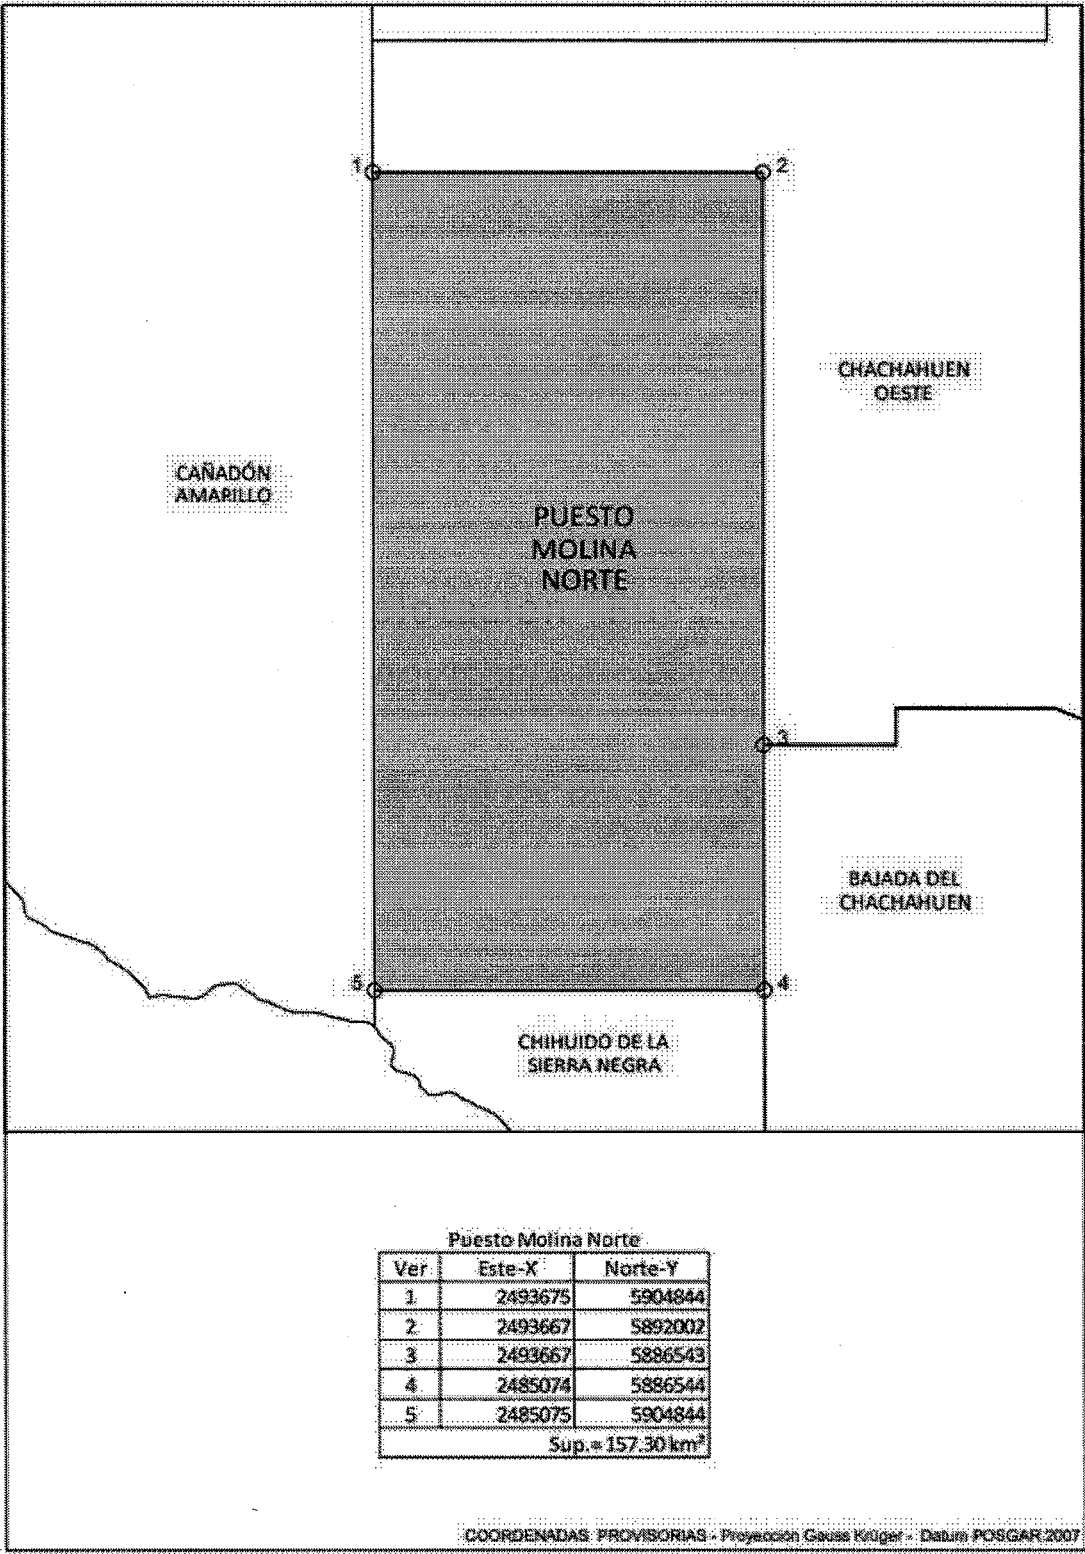 1
2
CHACHAHUEN
OESTE
CAÑADÓN
AMARILLO
PUESTO
MOLINA
NORTE
3
BAJADA DEL
CHACHAHUEN
5
4
CHIHUIDO DE LA
SIERRA NEGRA
Puesto Molina Norte
Ver Este-X Norte-Y
1 2493675 5904844
2 2493667 5892002
3 2493667 5886543
4 2485074 5886544
5 2485075 5904844
Sup.= 157.30 km²
COORDENADAS PROVISORIAS - Proyección Gauss Krüger - Datum POSGAR 2007